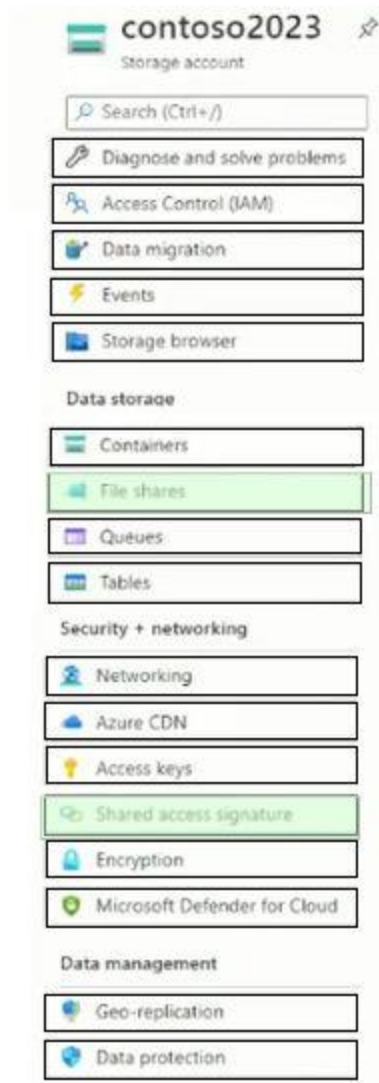 contoso2023
Storage account
Search (Ctrl+/)
Diagnose and solve problems
Access Control (IAM)
Data migration
Events
Storage browser
Data storage
Containers
File shares
Queues
Tables
Security + networking
Networking
Azure CDN
Access keys
Shared access signature
Encryption
Microsoft Defender for Cloud
Data management
Geo-replication
Data protection